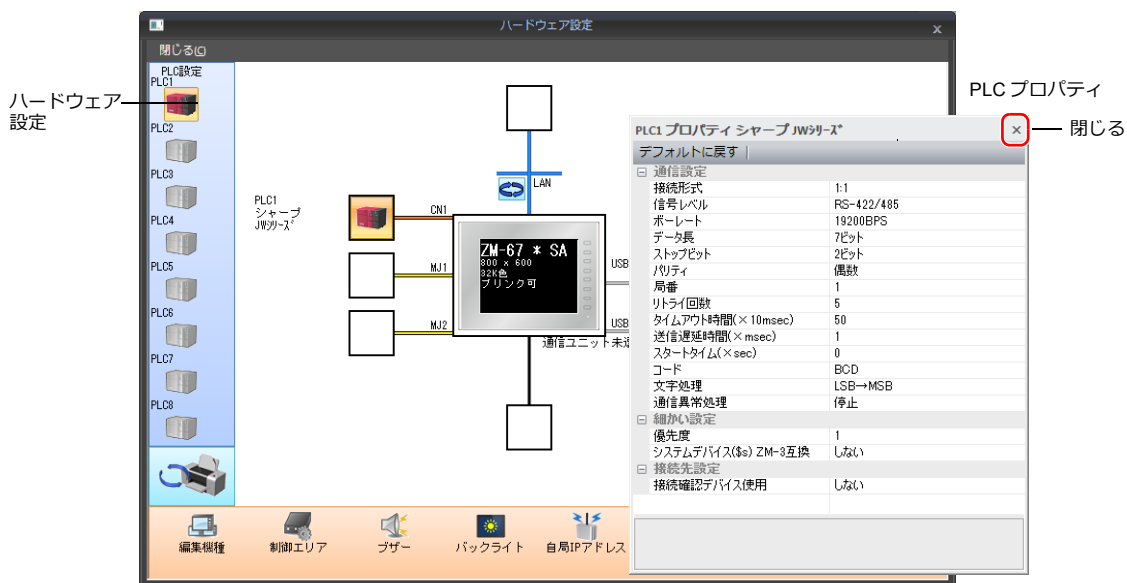 ハードウェア設定
閉じる(C)
PLC設定
PLC1
PLC2
PLC3
PLC4
PLC5
PLC6
PLC7
PLC8
ハードウェア
設定
PLC1
シャープ
JWｼﾘｰｽﾞ
LAN
CN1
MJ1
MJ2
ZM-67 * SA
800 x 600
32K色
ブリンク可
USB
USB
通信ユニット未
編集機種
制御エリア
ブザー
バックライト
自局IPアドレス
PLC プロパティ
閉じる
PLC1 プロパティ シャープ JWｼﾘｰｽﾞ
×
デフォルトに戻す
通信設定
接続形式 1:1
信号レベル RS-422/485
ボーレート 19200BPS
データ長 7ビット
ストップビット 2ビット
パリティ 偶数
局番 1
リトライ回数 5
タイムアウト時間(×10msec) 50
送信遅延時間(×msec) 1
スタートタイム(×sec) 0
コード BCD
文字処理 LSB→MSB
通信異常処理 停止
細かい設定
優先度 1
システムデバイス($s) ZM-3互換 しない
接続先設定
接続確認デバイス使用 しない